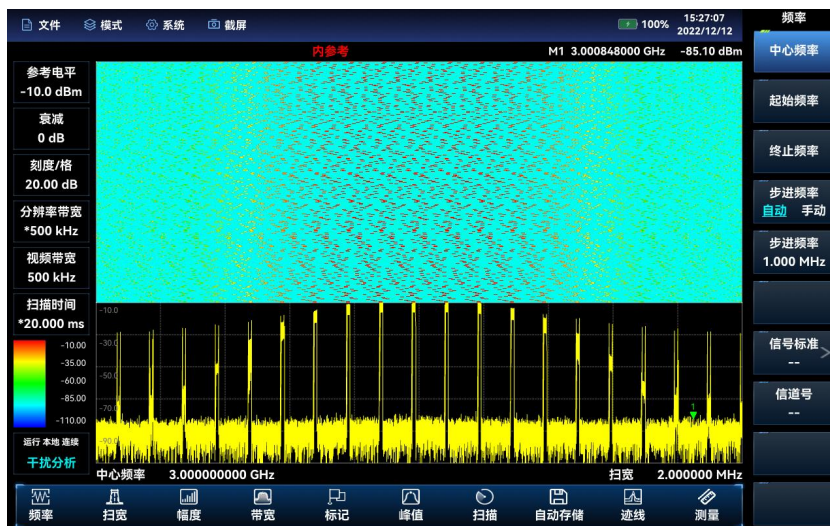 文件 模式 系统 截屏 100% 15:27:07
2022/12/12
频率
内参考 M1 3.000848000 GHz -85.10 dBm
参考电平
-10.0 dBm
衰减
0 dB
刻度/格
20.00 dB
分辨率带宽
*500 kHz
视频带宽
500 kHz
扫描时间
*20.000 ms
-10.00
-35.00
-60.00
-85.00
-110.00
运行 本地 连续
干扰分析
-10.0
-30.0
-50.0
-70.0
-90.0
1
中心频率 3.000000000 GHz 扫宽 2.000000 MHz
中心频率
起始频率
终止频率
步进频率
自动 手动
步进频率
1.000 MHz
信号标准
--
信道号
--
频率 扫宽 幅度 带宽 标记 峰值 扫描 自动存储 迹线 测量